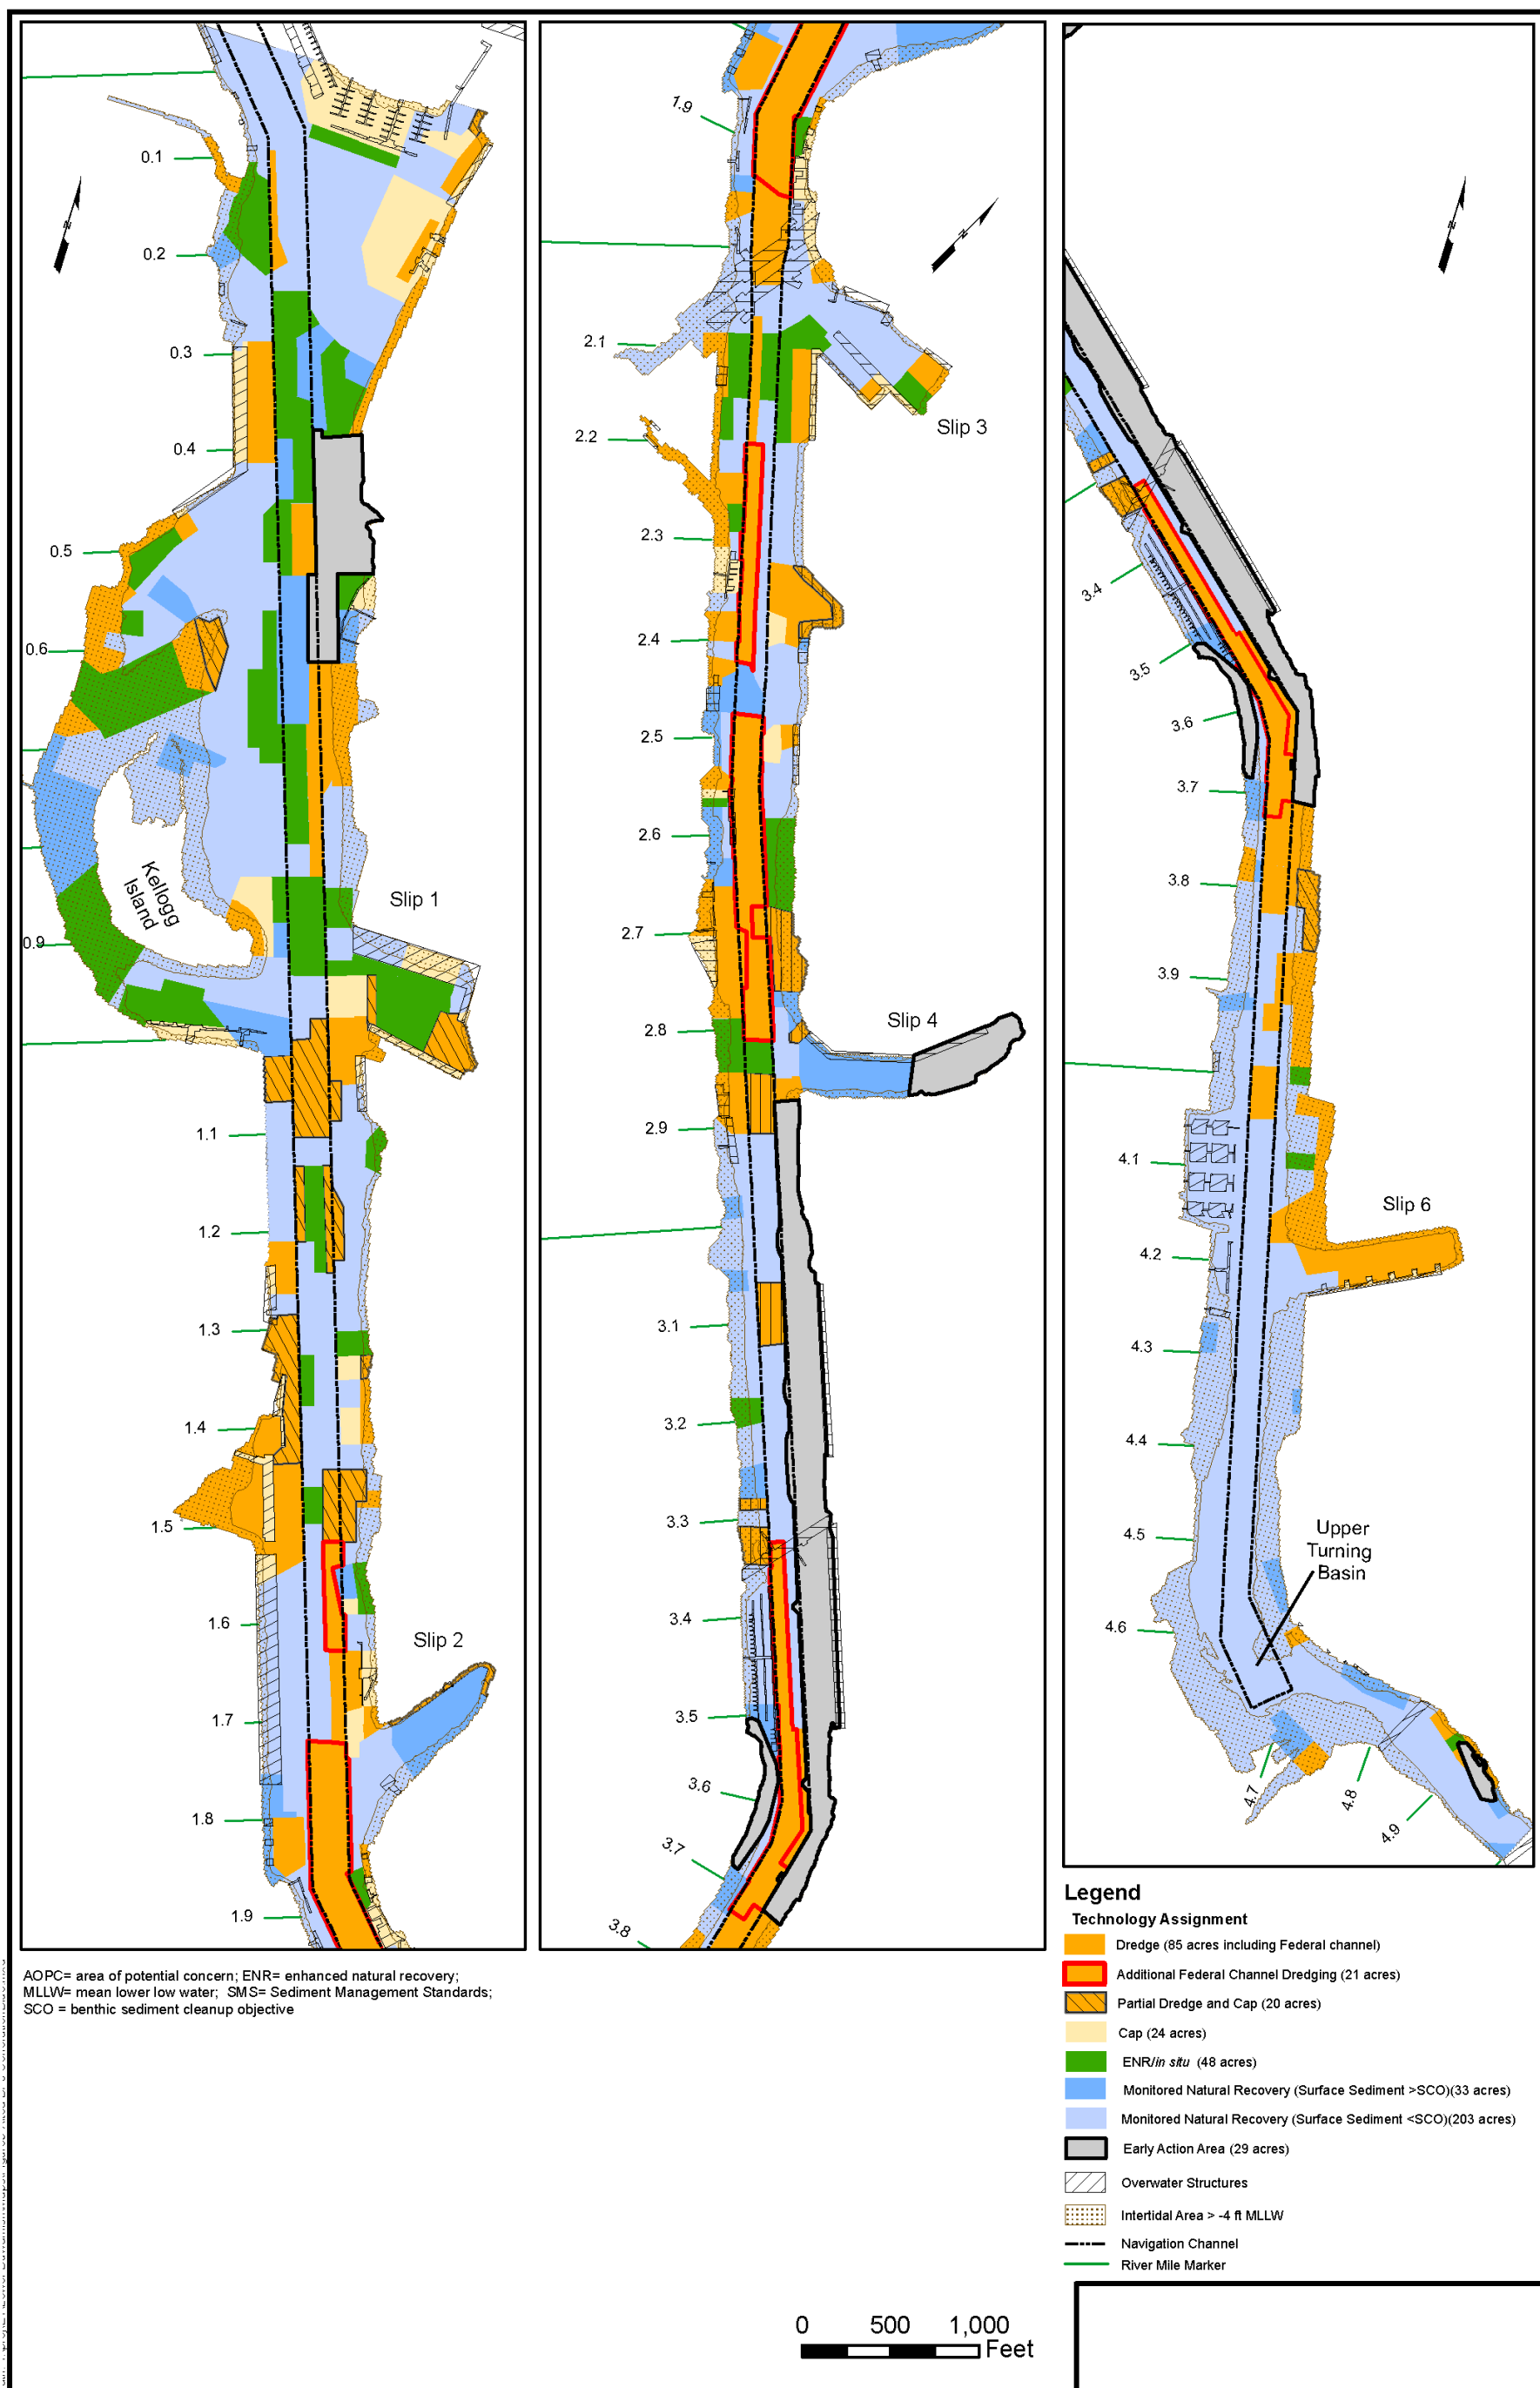 0.1
0.2
0.3
0.4
0.5
0.6
Kellogg
Island
0.9
Slip 1
1.1
1.2
1.3
1.4
1.5
1.6
Slip 2
1.7
1.8
1.9
N
1.9
2.1
2.2
Slip 3
2.3
2.4
2.5
2.6
2.7
2.8
Slip 4
2.9
3.1
3.2
3.3
3.4
3.5
3.6
3.7
3.8
N
3.4
3.5
3.6
3.7
3.8
3.9
4.1
Slip 6
4.2
4.3
4.4
4.5
Upper
Turning
Basin
4.6
4.7
4.8
4.9
N
AOPC= area of potential concern; ENR= enhanced natural recovery;
MLLW= mean lower low water; SMS= Sediment Management Standards;
SCO = benthic sediment cleanup objective
Legend
Technology Assignment
Dredge (85 acres including Federal channel)
Additional Federal Channel Dredging (21 acres)
Partial Dredge and Cap (20 acres)
Cap (24 acres)
ENR/in situ (48 acres)
Monitored Natural Recovery (Surface Sediment >SCO)(33 acres)
Monitored Natural Recovery (Surface Sediment <SCO)(203 acres)
Early Action Area (29 acres)
Overwater Structures
Intertidal Area > -4 ft MLLW
Navigation Channel
River Mile Marker
0 500 1,000
Feet